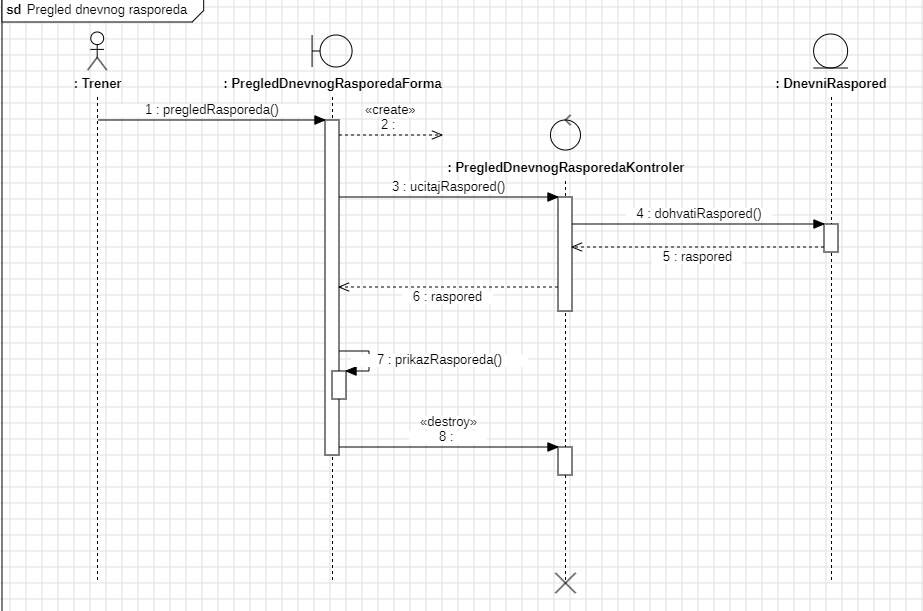 sd Pregled dnevnog rasporeda
: Trener
: PregledDnevnogRasporedaForma
: DnevniRaspored
1 : pregledRasporeda()
«create»
2 :
: PregledDnevnogRasporedaKontroler
3 : ucitajRaspored()
4 : dohvatiRaspored()
5 : raspored
6 : raspored
7 : prikazRasporeda()
«destroy»
8 :